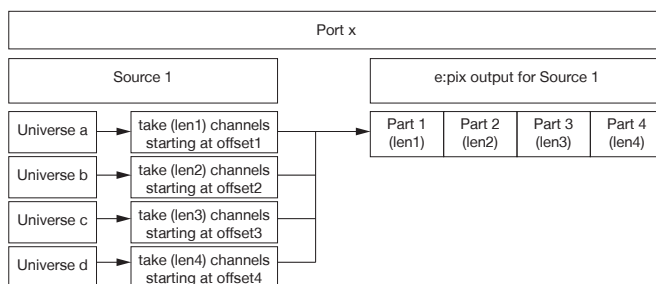 Port x
Source 1
e:pix output for Source 1
Universe a
take (len1) channels
starting at offset1
Part 1
(len1)
Part 2
(len2)
Part 3
(len3)
Part 4
(len4)
Universe b
take (len2) channels
starting at offset2
Universe c
take (len3) channels
starting at offset3
Universe d
take (len4) channels
starting at offset4